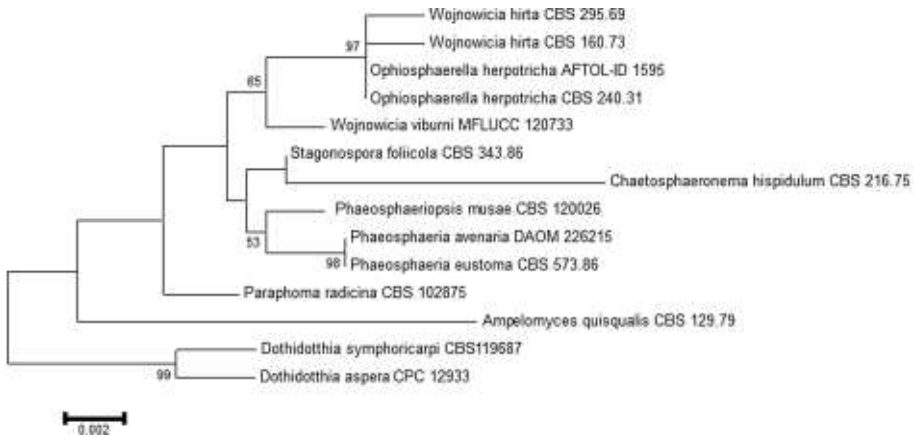 Wojnowicia hirta CBS 295.69
97
Wojnowicia hirta CBS 160.73
Ophiosphaerella herpotricha AFTOL-ID 1595
65
Ophiosphaerella herpotricha CBS 240.31
Wojnowicia viburni MFLUCC 120733
Stagonospora foliicola CBS 343.86
Chaetosphaeronema hispidulum CBS 216.75
Phaeosphaeriopsis musae CBS 120026
53
Phaeosphaeria avenaria DAOM 226215
98
Phaeosphaeria eustoma CBS 573.86
Paraphoma radicina CBS 102875
Ampelomyces quisqualis CBS 129.79
Dothidotthia symphoricarpi CBS119687
99
Dothidotthia aspera CPC 12933
0.002